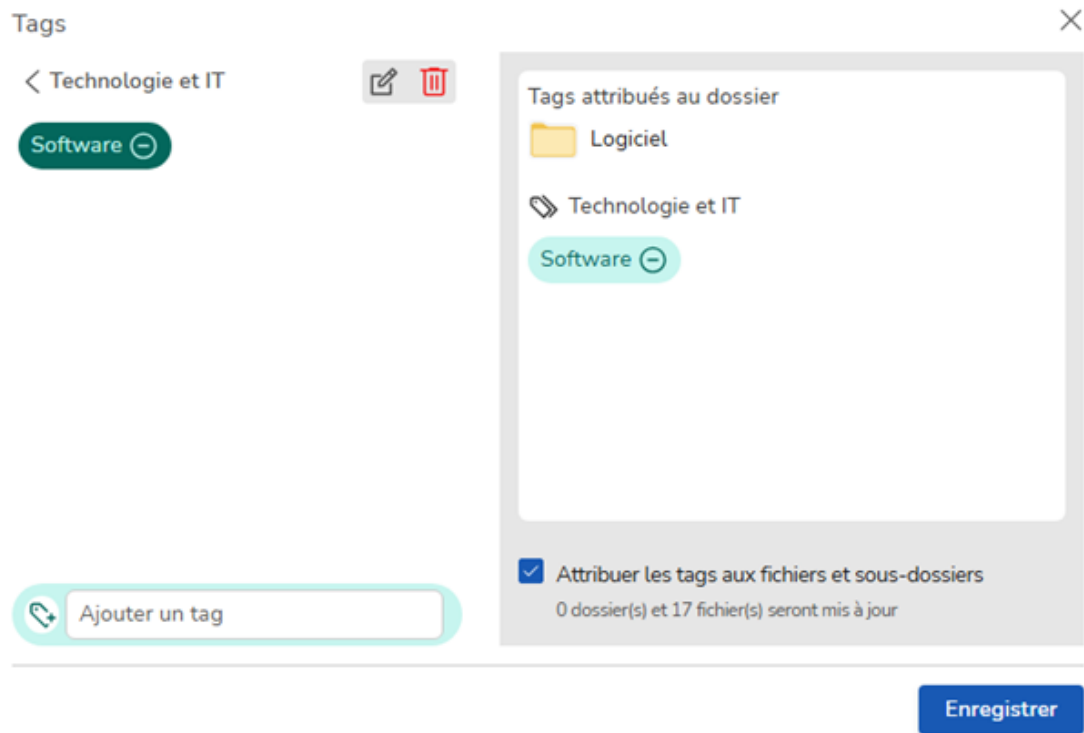 Tags
Technologie et IT
Software
Ajouter un tag
Tags attribués au dossier
Logiciel
Technologie et IT
Software
Attribuer les tags aux fichiers et sous-dossiers
0 dossier(s) et 17 fichier(s) seront mis à jour
Enregistrer